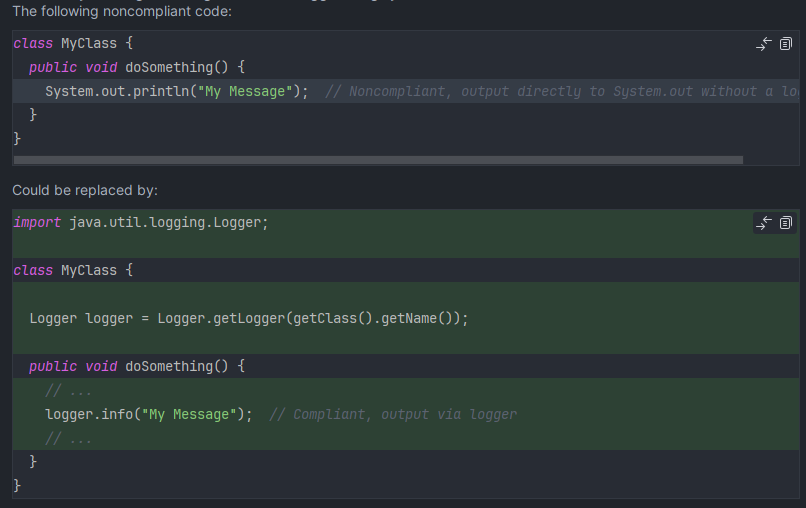 The following noncompliant code:
class MyClass {
public void doSomething() {
System.out.println("My Message");  // Noncompliant, output directly to System.out without a
}
}
Could be replaced by:
import java.util.logging.Logger;
class MyClass {
Logger logger = Logger.getLogger(getClass().getName());
public void doSomething() {
// ...
logger.info("My Message");  // Compliant, output via logger
// ...
}
}